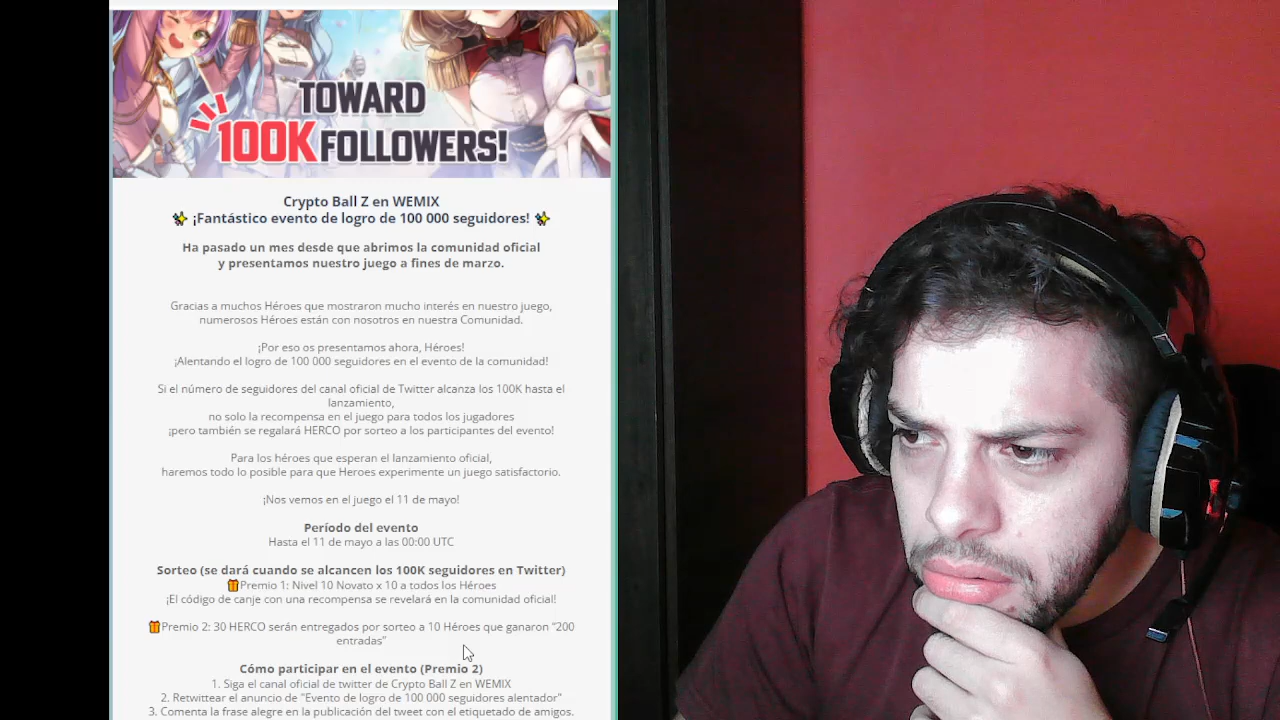 TOWARD
100K FOLLOWERS!
Crypto Ball Z en WEMIX
¡Fantástico evento de logro de 100 000 seguidores!
Ha pasado un mes desde que abrimos la comunidad oficial
y presentamos nuestro juego a fines de marzo.
Gracias a muchos Héroes que mostraron mucho interés en nuestro juego,
numerosos Héroes están con nosotros en nuestra Comunidad.
¡Por eso os presentamos ahora, Héroes!
¡Alentando el logro de 100 000 seguidores en el evento de la comunidad!
Si el número de seguidores del canal oficial de Twitter alcanza los 100K hasta el
lanzamiento,
no solo la recompensa en el juego para todos los jugadores
¡pero también se regalará HERCO por sorteo a los participantes del evento!
Para los héroes que esperan el lanzamiento oficial,
haremos todo lo posible para que Heroes experimente un juego satisfactorio.
¡Nos vemos en el juego el 11 de mayo!
Período del evento
Hasta el 11 de mayo a las 00:00 UTC
Sorteo (se dará cuando se alcancen los 100K seguidores en Twitter)
Premio 1: Nivel 10 Novato x 10 a todos los Héroes
¡El código de canje con una recompensa se revelará en la comunidad oficial!
Premio 2: 30 HERCO serán entregados por sorteo a 10 Héroes que ganaron "200
entradas"
Cómo participar en el evento (Premio 2)
1. Siga el canal oficial de twitter de Crypto Ball Z en WEMIX
2. Retwittear el anuncio de "Evento de logro de 100 000 seguidores alentador"
3. Comenta la frase alegre en la publicación del tweet con el etiquetado de amigos.